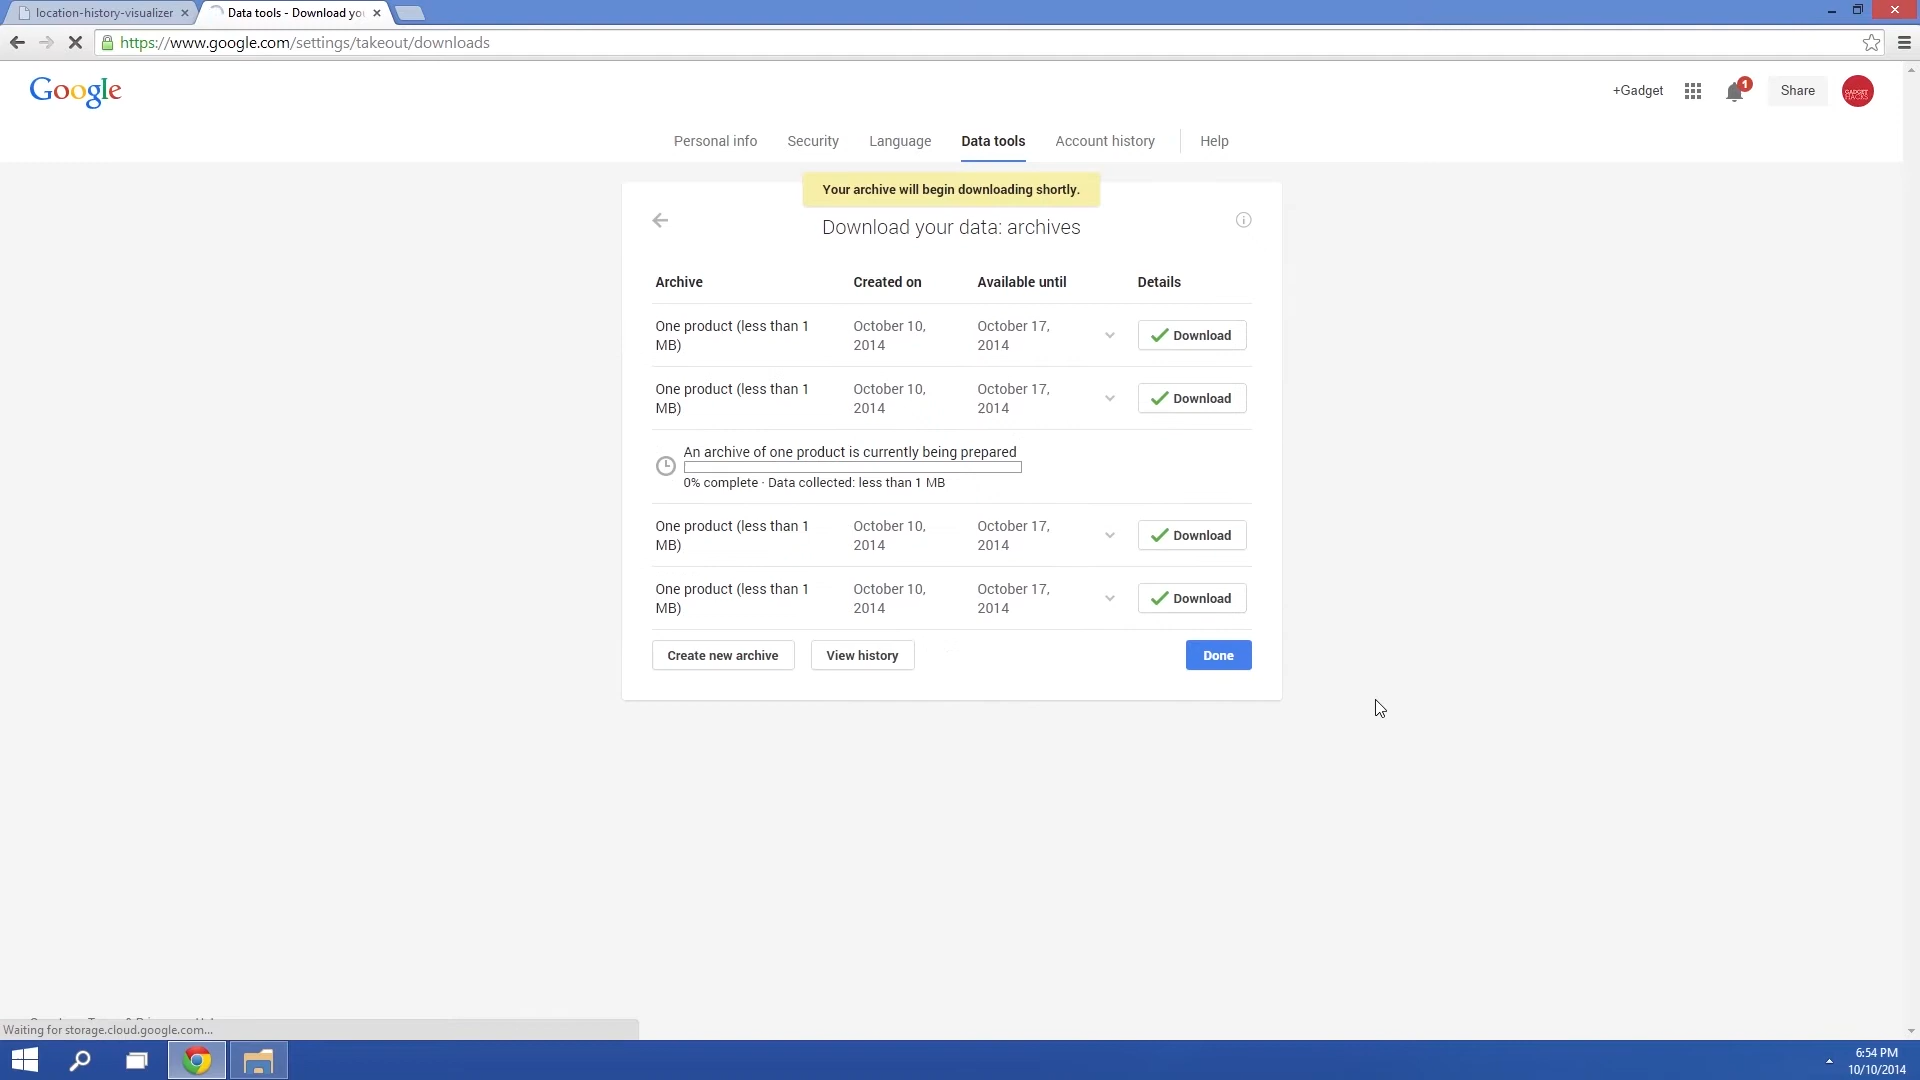 location-history-visualizer
Data tools - Download you
https://www.google.com/settings/takeout/downloads
Google
+Gadget
1
Share
GADGET
HACKS
Personal info
Security
Language
Data tools
Account history
Help
Your archive will begin downloading shortly.
Download your data: archives
Archive
Created on
Available until
Details
One product (less than 1
MB)
October 10,
2014
October 17,
2014
Download
One product (less than 1
MB)
October 10,
2014
October 17,
2014
Download
An archive of one product is currently being prepared
0% complete · Data collected: less than 1 MB
One product (less than 1
MB)
October 10,
2014
October 17,
2014
Download
One product (less than 1
MB)
October 10,
2014
October 17,
2014
Download
Create new archive
View history
Done
Waiting for storage.cloud.google.com...
6:54 PM
10/10/2014